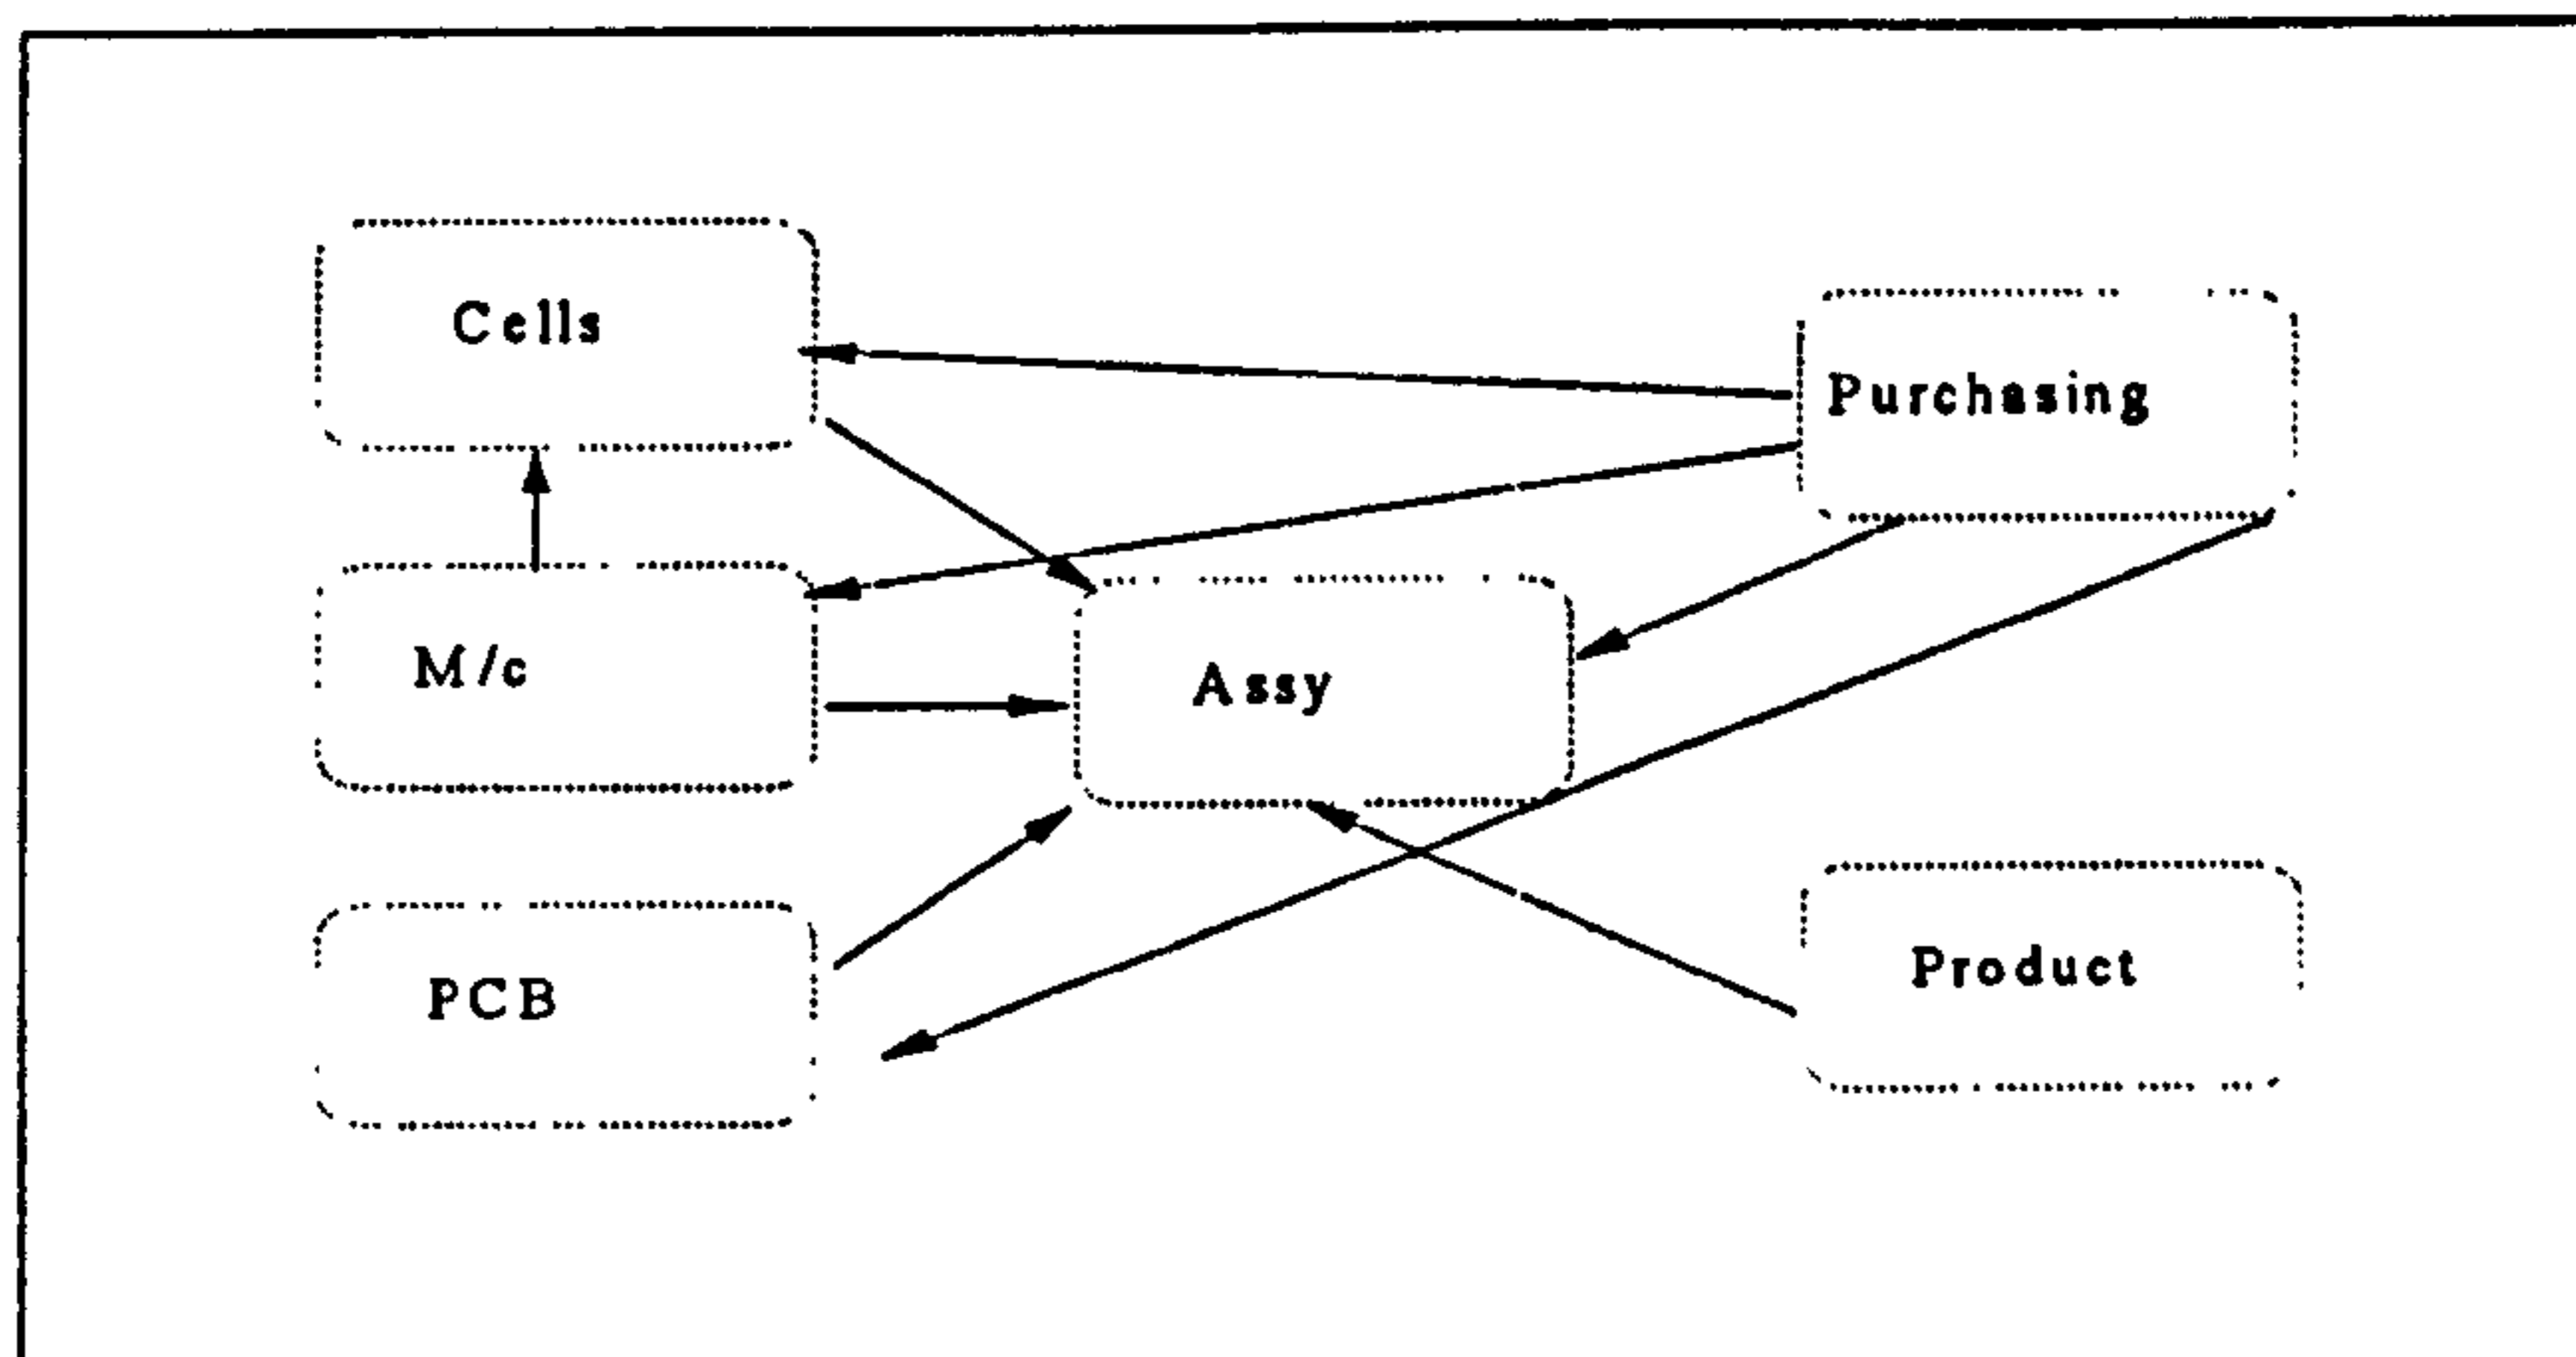 Cells
Purchasing
M/c
Assy
PCB
Product